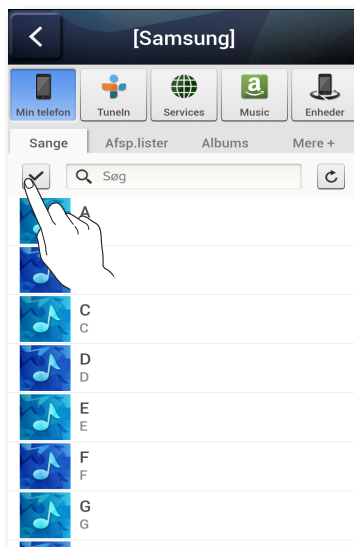 [Samsung]
Min telefon TuneIn Services Music Enheder
Sange Afsp.lister Albums Mere +
Søg
A
C
C
D
D
E
E
F
F
G
G